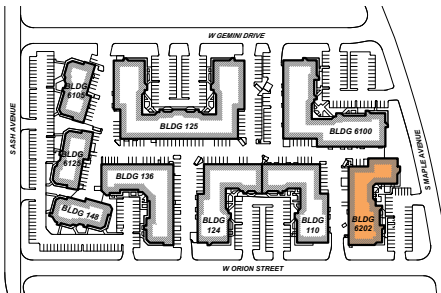 W GEMINI DRIVE
S ASH AVENUE
BLDG
6105
BLDG 125
BLDG 6100
S MAPLE AVENUE
BLDG
6125
BLDG 136
BLDG 148
BLDG
124
BLDG
110
BLDG
6202
W ORION STREET